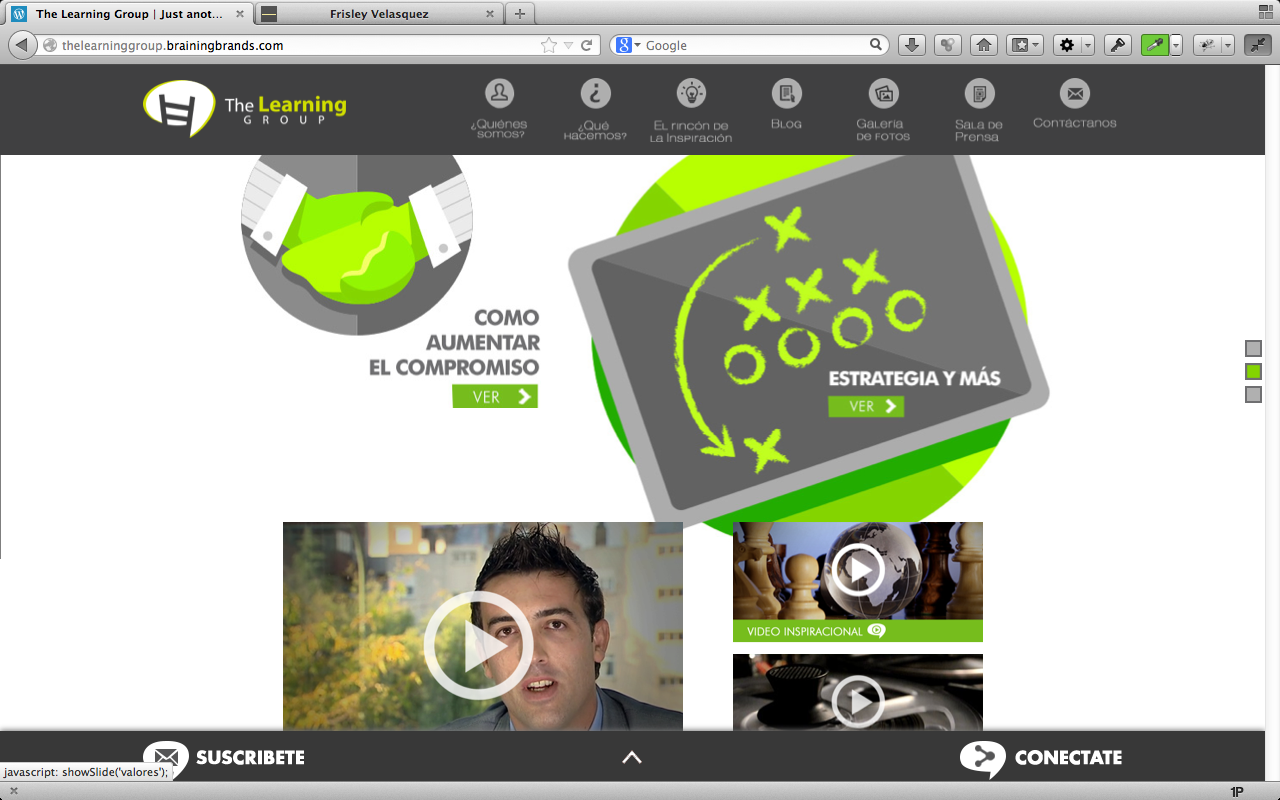 The Learning Group | Just anot...
Frisley Velasquez
thelearninggroup.brainingbrands.com
Google
The Learning
GROUP
¿Quiénes
somos?
¿Qué
Hacemos?
El rincón de
la Inspiración
Blog
Galería
de fotos
Sala de
Prensa
Contáctanos
COMO
AUMENTAR
EL COMPROMISO
VER
ESTRATEGIA Y MÁS
VER
VIDEO INSPIRACIONAL
SUSCRIBETE
CONECTATE
javascript: showSlide('valores');
1P